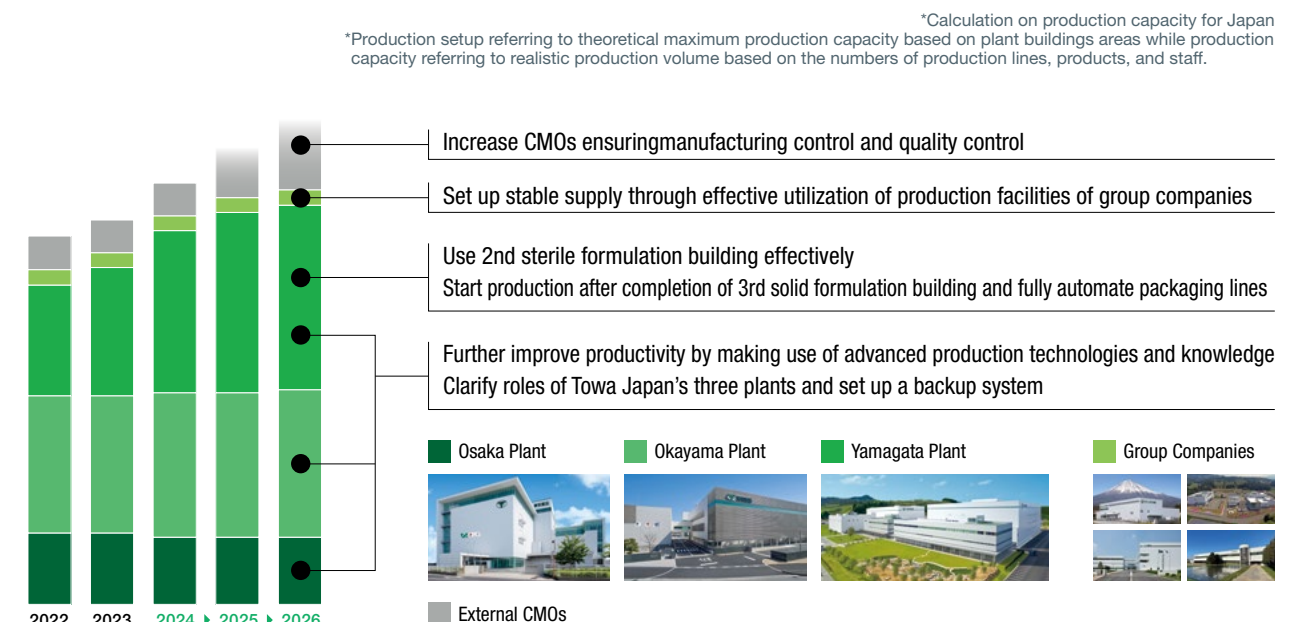 *Calculation on production capacity for Japan
*Production setup referring to theoretical maximum production capacity based on plant buildings areas while production
capacity referring to realistic production volume based on the numbers of production lines, products, and staff.
Increase CMOs ensuringmanufacturing control and quality control
Set up stable supply through effective utilization of production facilities of group companies
Use 2nd sterile formulation building effectively
Start production after completion of 3rd solid formulation building and fully automate packaging lines
Further improve productivity by making use of advanced production technologies and knowledge
Clarify roles of Towa Japan's three plants and set up a backup system
Osaka Plant Okayama Plant Yamagata Plant Group Companies
External CMOs
2022 2023 2024 2025 2026